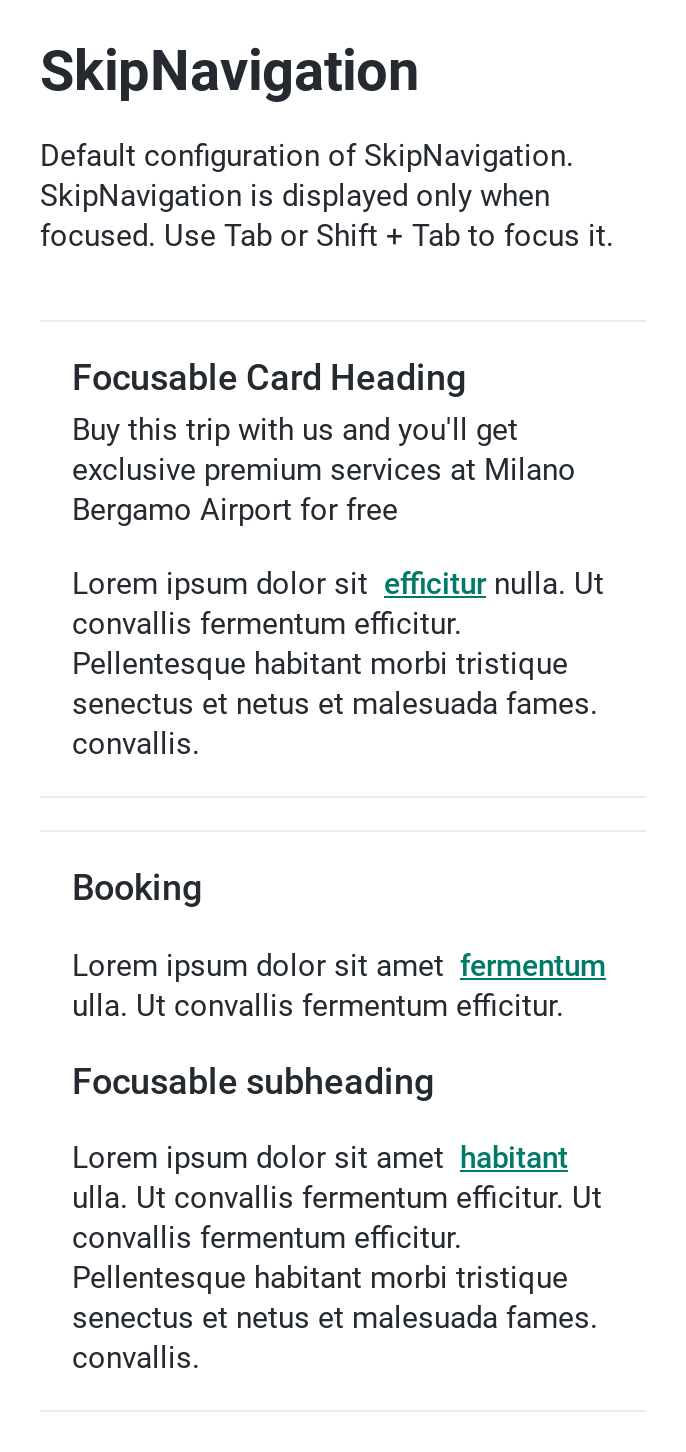 SkipNavigation
Default configuration of SkipNavigation.
SkipNavigation is displayed only when
focused. Use Tab or Shift + Tab to focus it.
Focusable Card Heading
Buy this trip with us and you'll get
exclusive premium services at Milano
Bergamo Airport for free
Lorem ipsum dolor sit efficitur nulla. Ut
convallis fermentum efficitur.
Pellentesque habitant morbi tristique
senectus et netus et malesuada fames.
convallis.
Booking
Lorem ipsum dolor sit amet fermentum
ulla. Ut convallis fermentum efficitur.
Focusable subheading
Lorem ipsum dolor sit amet habitant
ulla. Ut convallis fermentum efficitur. Ut
convallis fermentum efficitur.
Pellentesque habitant morbi tristique
senectus et netus et malesuada fames.
convallis.